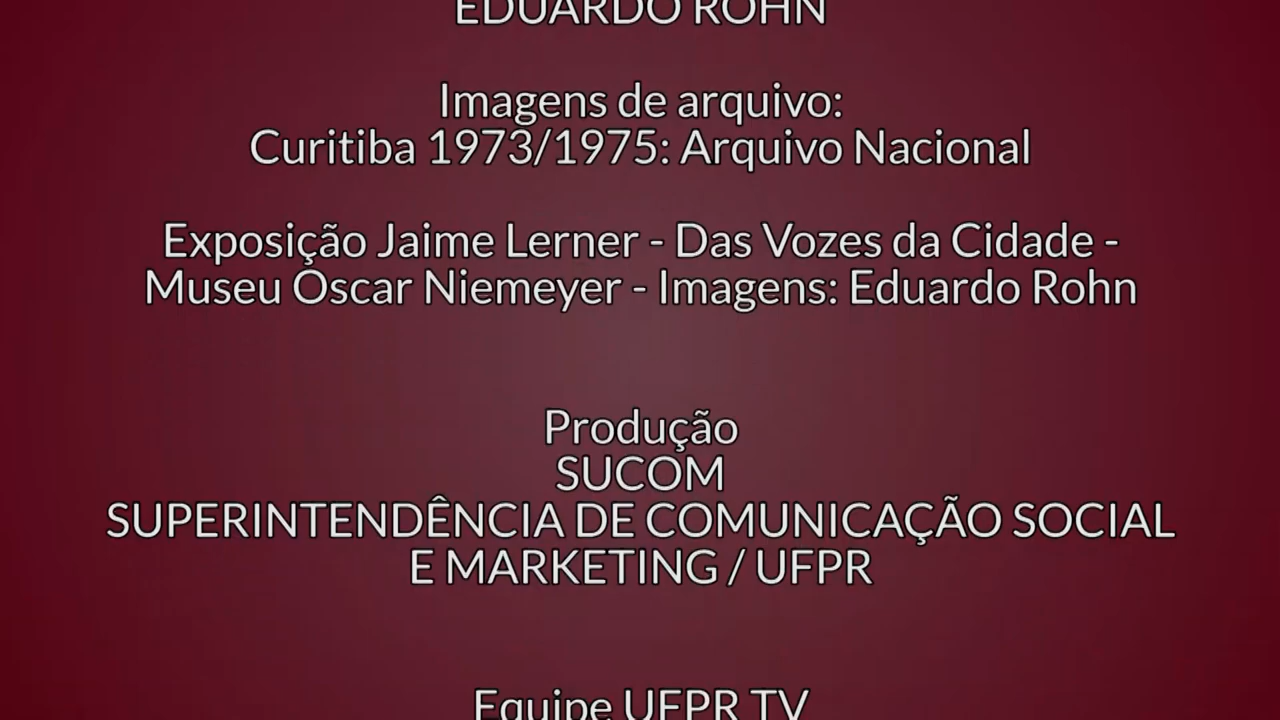 EDUARDO ROHN
Imagens de arquivo:
Curitiba 1973/1975: Arquivo Nacional
Exposição Jaime Lerner - Das Vozes da Cidade -
Museu Oscar Niemeyer - Imagens: Eduardo Rohn
Produção
SUCOM
SUPERINTENDÊNCIA DE COMUNICAÇÃO SOCIAL
E MARKETING / UFPR
Equipe UFPR TV